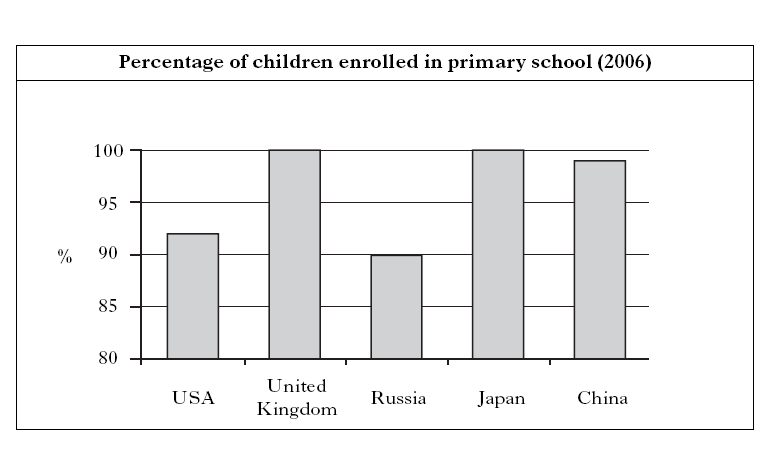 Percentage of children enrolled in primary school (2006)
100
95
%
90
85
80
USA
United
Kingdom
Russia
Japan
China